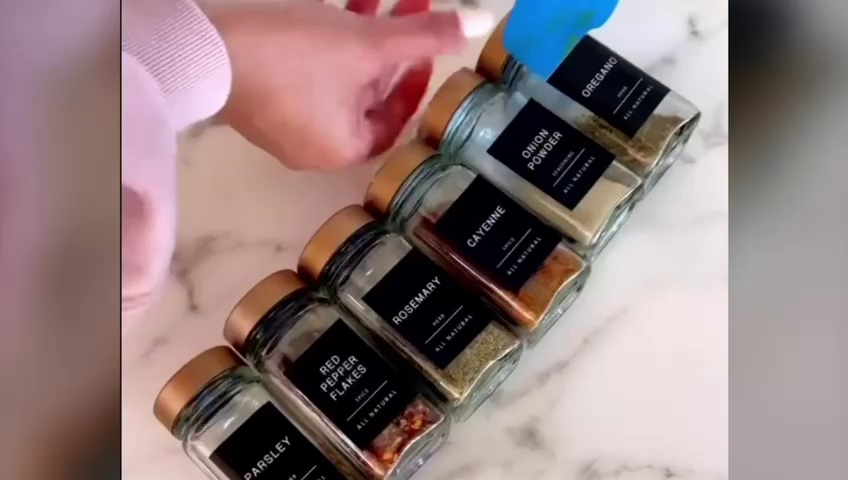 OREGANO
HERB
ALL NATURAL
ONION
POWDER
SEASONING
ALL NATURAL
CAYENNE
SPICE
ALL NATURAL
ROSEMARY
HERB
ALL NATURAL
RED
PEPPER
FLAKES
SPICE
ALL NATURAL
PARSLEY